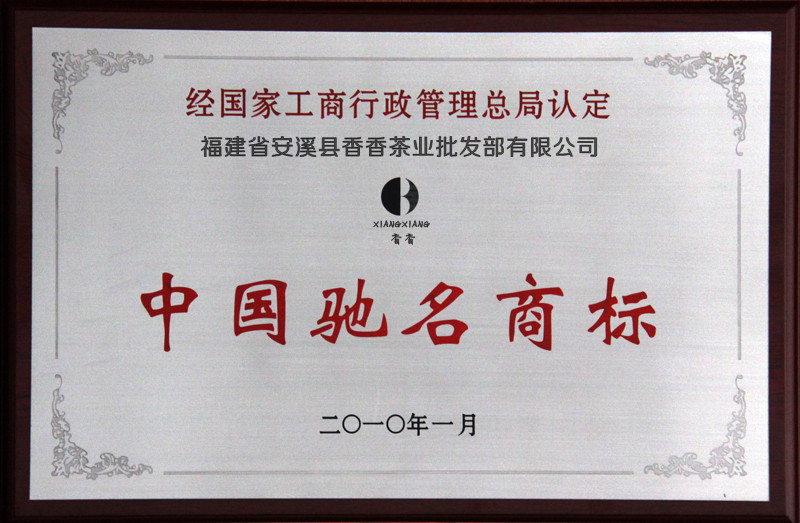 经国家工商行政管理总局认定
福建省安溪县香香茶业批发部有限公司
XIANGXIANG
香香
中国驰名商标
二〇一〇年一月